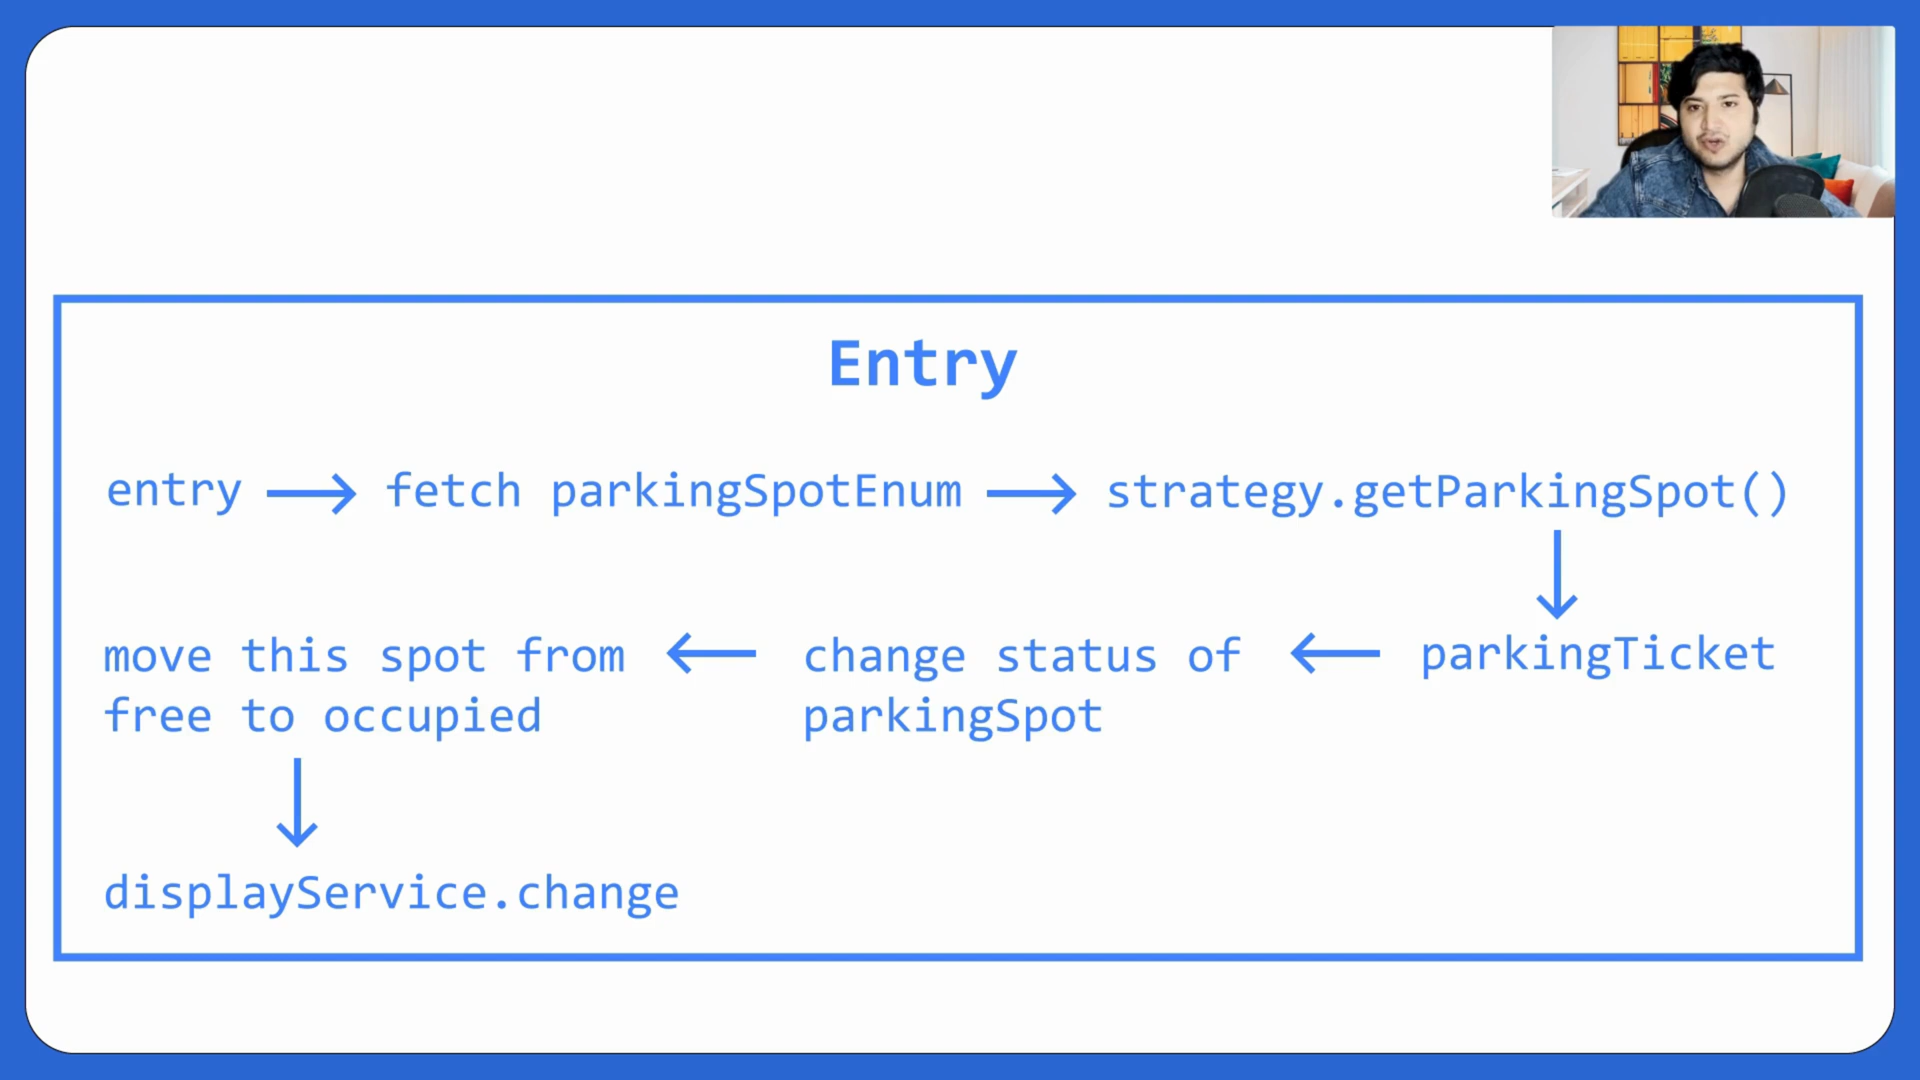 Entry
entry → fetch parkingSpotEnum → strategy.getParkingSpot()
move this spot from ← change status of ← parkingTicket
free to occupied parkingSpot
displayService.change